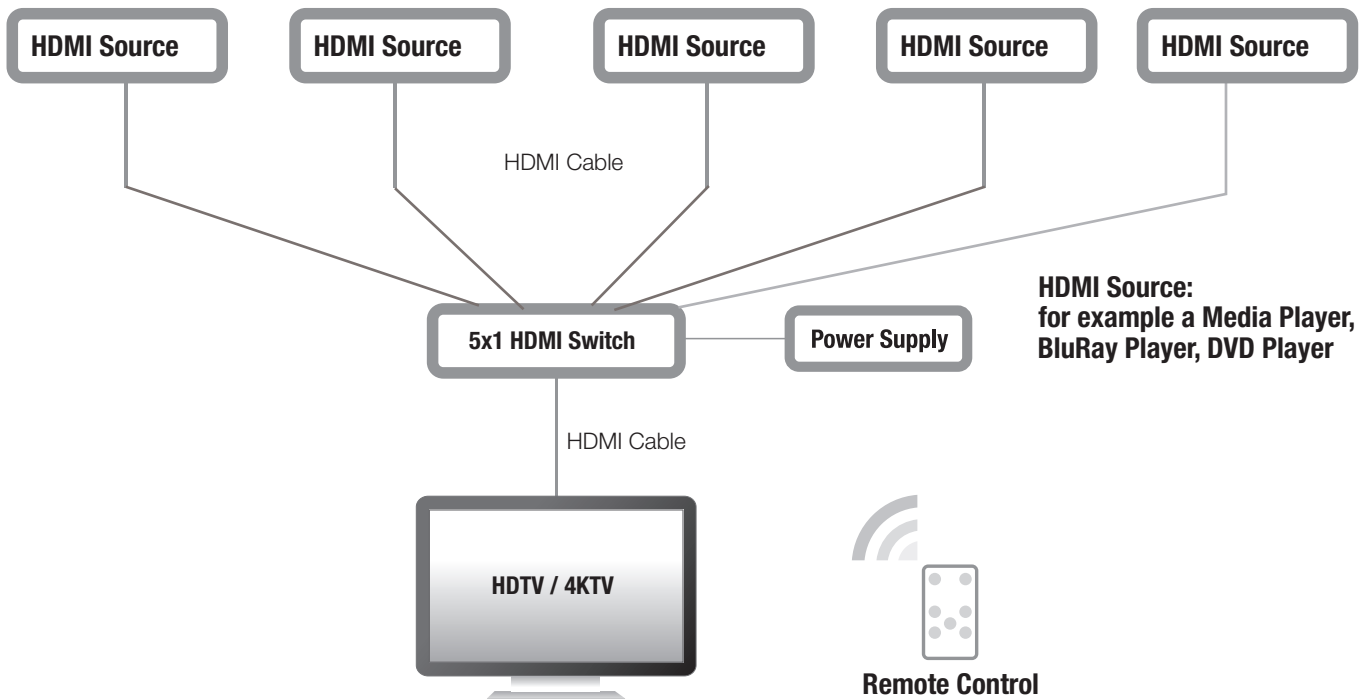 HDMI Source
HDMI Source
HDMI Source
HDMI Source
HDMI Source
HDMI Cable
HDMI Source:
for example a Media Player,
BluRay Player, DVD Player
5x1 HDMI Switch
Power Supply
HDMI Cable
HDTV / 4KTV
Remote Control